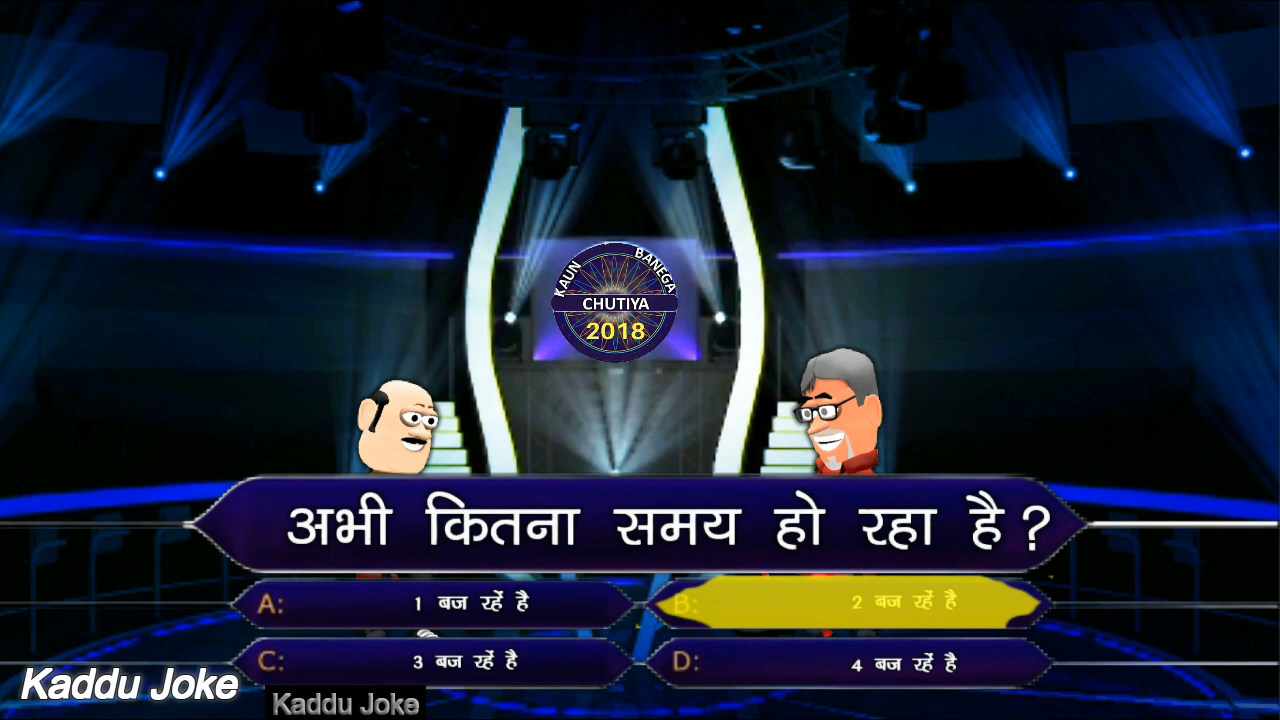 KAUN BANEGA
CHUTIYA
2018
अभी कितना समय हो रहा है ?
A: 1 बज रहें है
B: 2 बज रहें है
C: 3 बज रहें है
D: 4 बज रहें है
Kaddu Joke
Kaddu Joke